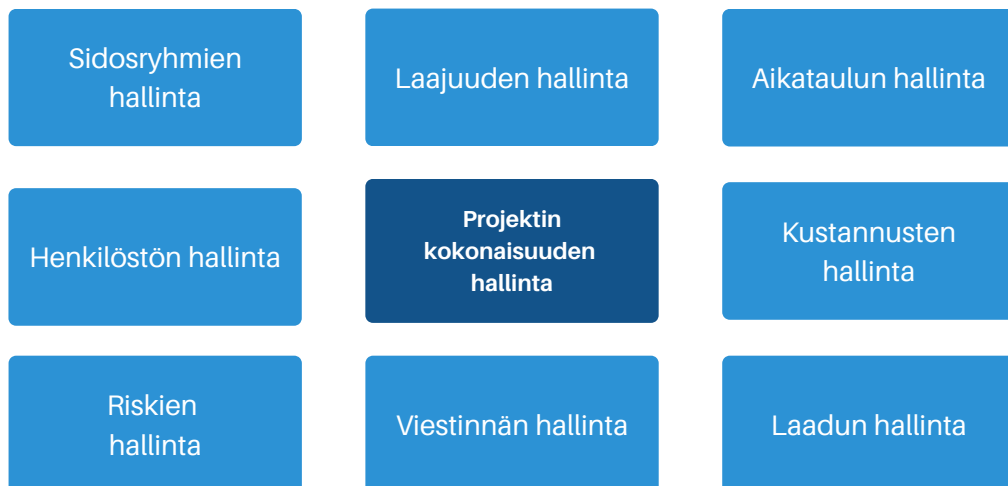 Sidosryhmien
hallinta
Laajuuden hallinta
Aikataulun hallinta
Henkilöstön hallinta
Projektin
kokonaisuuden
hallinta
Kustannusten
hallinta
Riskien
hallinta
Viestinnän hallinta
Laadun hallinta